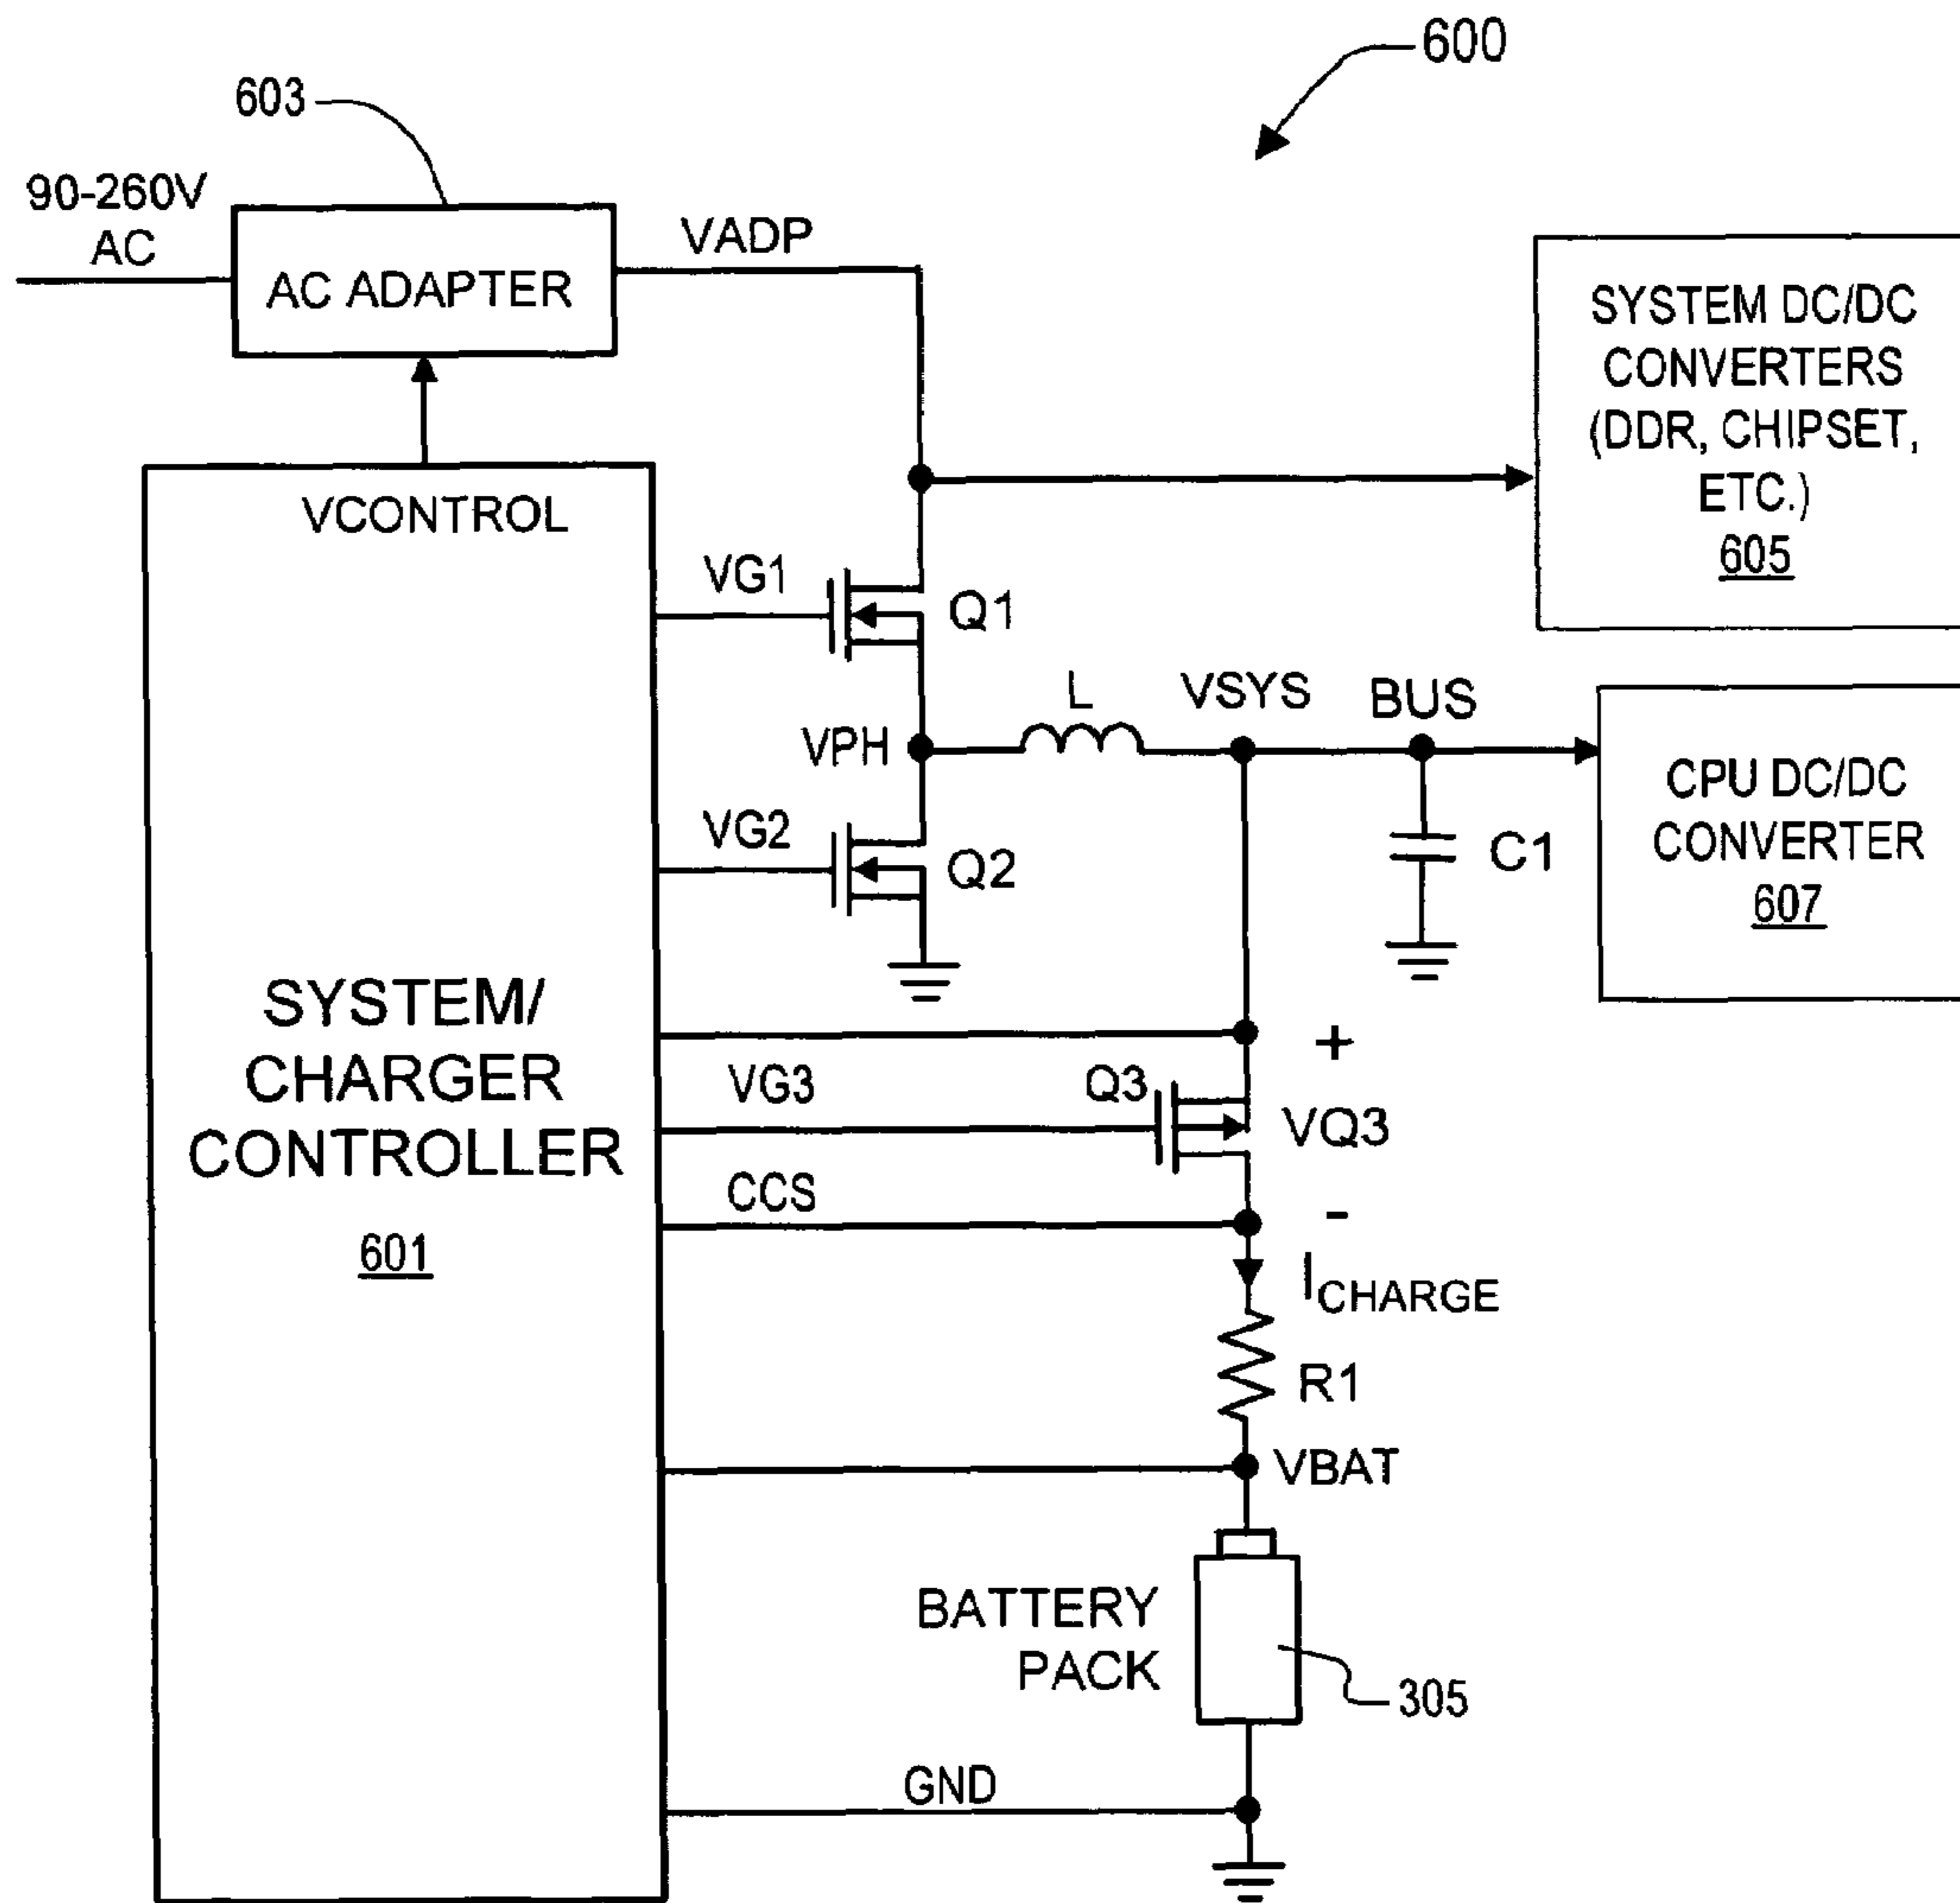 600
603
90-260V
AC
AC ADAPTER
VADP
SYSTEM DC/DC
CONVERTERS
(DDR, CHIPSET,
ETC.)
605
VCONTROL
VG1
Q1
L
VSYS
BUS
VPH
CPU DC/DC
CONVERTER
607
VG2
Q2
C1
SYSTEM/
CHARGER
CONTROLLER
601
+
VG3
Q3
VQ3
CCS
-
ICHARGE
R1
VBAT
BATTERY
PACK
305
GND